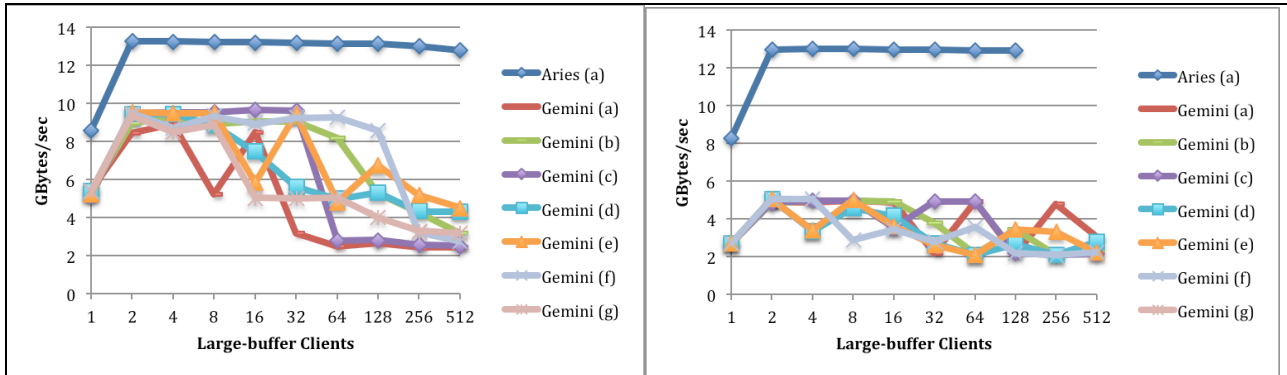 14
12
10
8
6
4
2
0
GBytes/sec
1 2 4 8 16 32 64 128 256 512
Large-buffer Clients
Aries (a)
Gemini (a)
Gemini (b)
Gemini (c)
Gemini (d)
Gemini (e)
Gemini (f)
Gemini (g)
14
12
10
8
6
4
2
0
GBytes/sec
1 2 4 8 16 32 64 128 256 512
Large-buffer Clients
Aries (a)
Gemini (a)
Gemini (b)
Gemini (c)
Gemini (d)
Gemini (e)
Gemini (f)
Gemini (g)